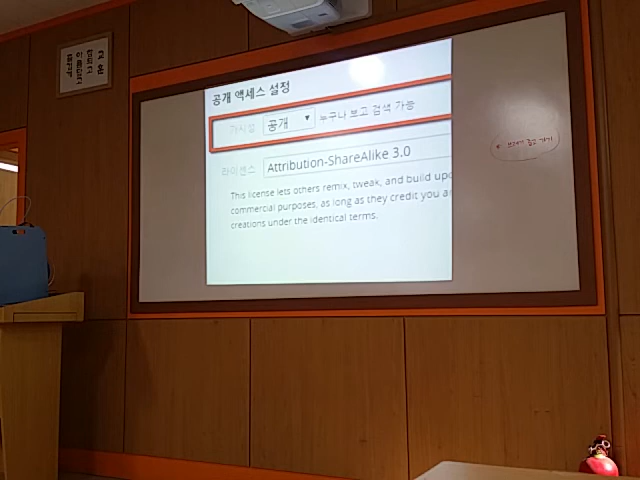 공개 액세스 설정
가시성 공개 ▼ 누구나 보고 검색 가능
라이센스 Attribution-ShareAlike 3.0
This license lets others remix, tweak, and build upo
commercial purposes, as long as they credit you a
creations under the identical terms.
교훈